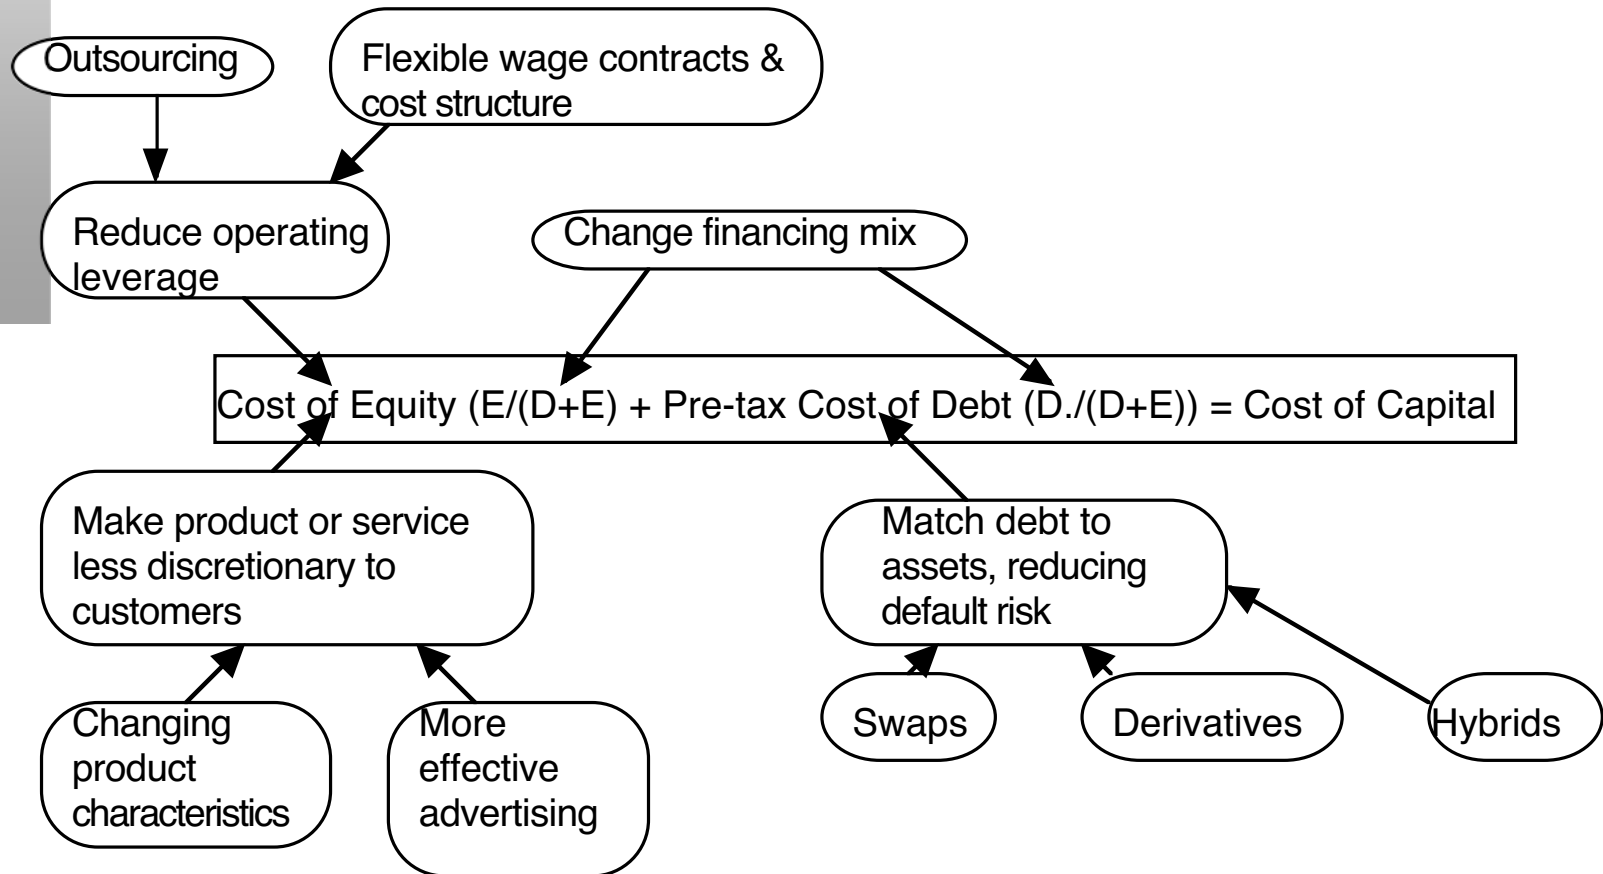 Outsourcing
Flexible wage contracts &
cost structure
Reduce operating
leverage
Change financing mix
Cost of Equity (E/(D+E) + Pre-tax Cost of Debt (D./(D+E)) = Cost of Capital
Make product or service
less discretionary to
customers
Match debt to
assets, reducing
default risk
Changing
product
characteristics
More
effective
advertising
Swaps
Derivatives
Hybrids